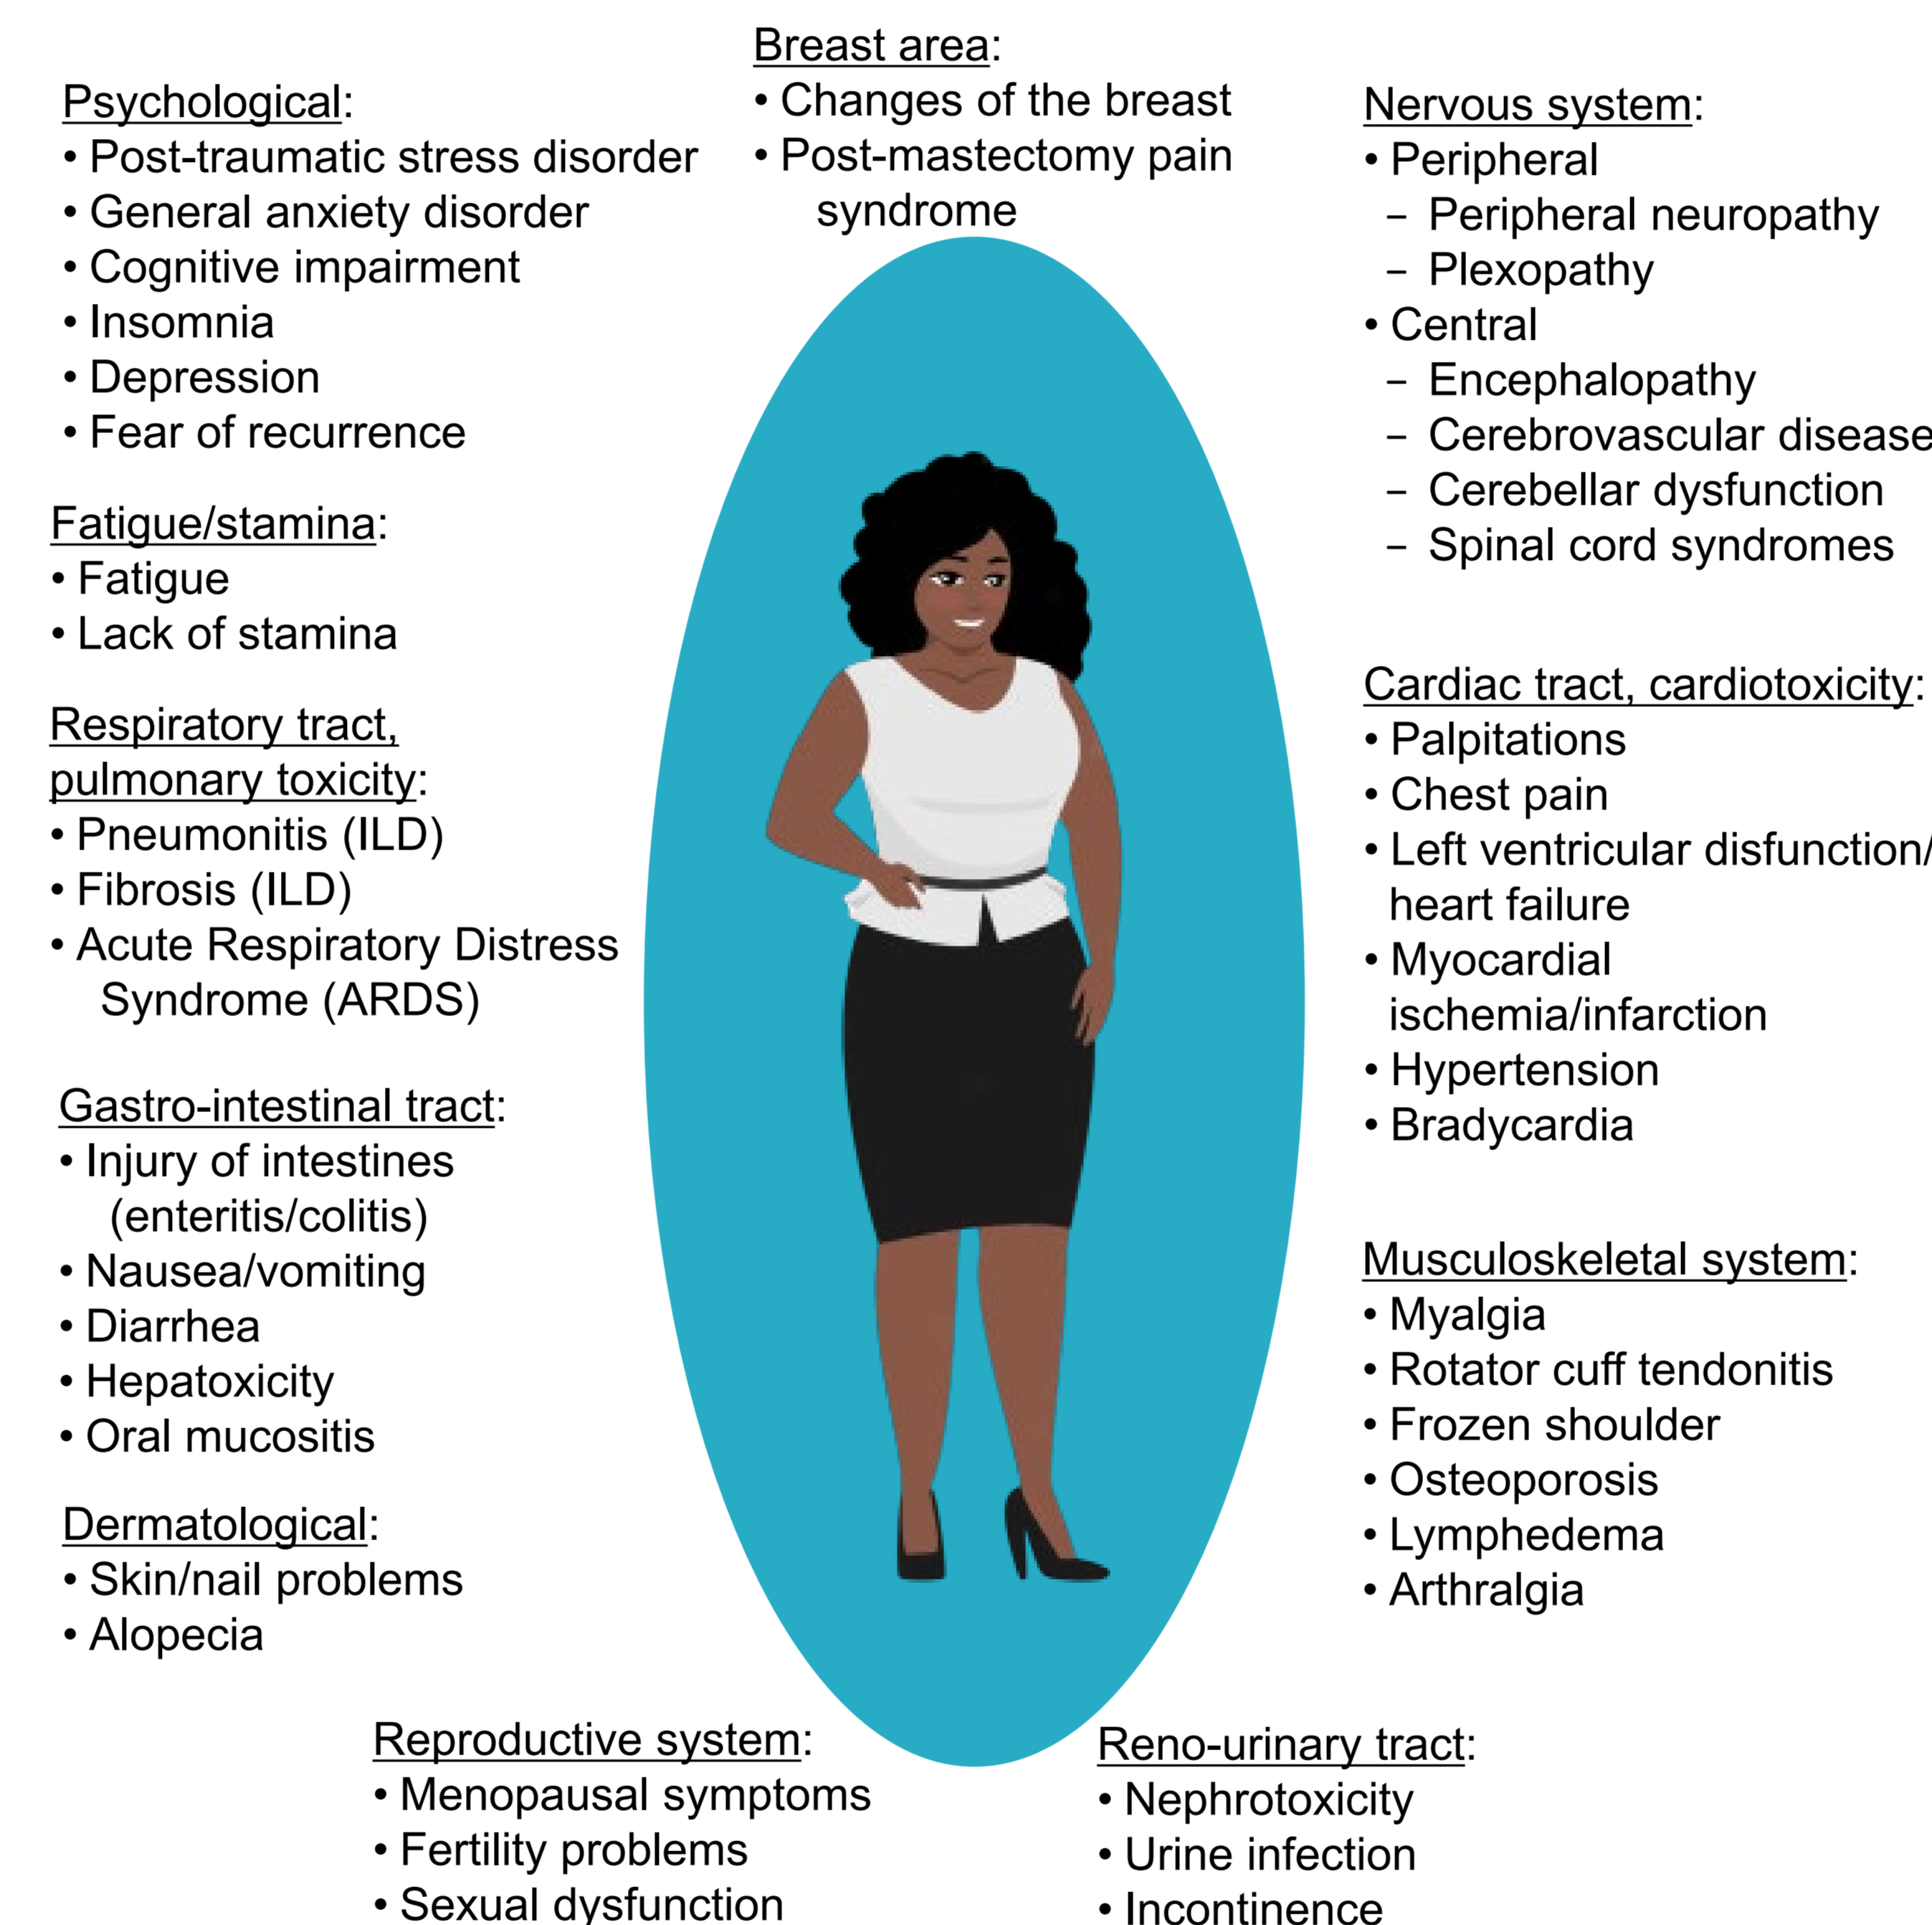 Breast area:
• Changes of the breast
• Post-mastectomy pain
syndrome
Psychological:
• Post-traumatic stress disorder
• General anxiety disorder
• Cognitive impairment
• Insomnia
• Depression
• Fear of recurrence
Fatigue/stamina:
• Fatigue
• Lack of stamina
Respiratory tract,
pulmonary toxicity:
• Pneumonitis (ILD)
• Fibrosis (ILD)
• Acute Respiratory Distress
Syndrome (ARDS)
Gastro-intestinal tract:
• Injury of intestines
(enteritis/colitis)
• Nausea/vomiting
• Diarrhea
• Hepatoxicity
• Oral mucositis
Dermatological:
• Skin/nail problems
• Alopecia
Nervous system:
• Peripheral
– Peripheral neuropathy
– Plexopathy
• Central
– Encephalopathy
– Cerebrovascular disease
– Cerebellar dysfunction
– Spinal cord syndromes
Cardiac tract, cardiotoxicity:
• Palpitations
• Chest pain
• Left ventricular disfunction/
heart failure
• Myocardial
ischemia/infarction
• Hypertension
• Bradycardia
Musculoskeletal system:
• Myalgia
• Rotator cuff tendonitis
• Frozen shoulder
• Osteoporosis
• Lymphedema
• Arthralgia
Reproductive system:
• Menopausal symptoms
• Fertility problems
• Sexual dysfunction
Reno-urinary tract:
• Nephrotoxicity
• Urine infection
• Incontinence